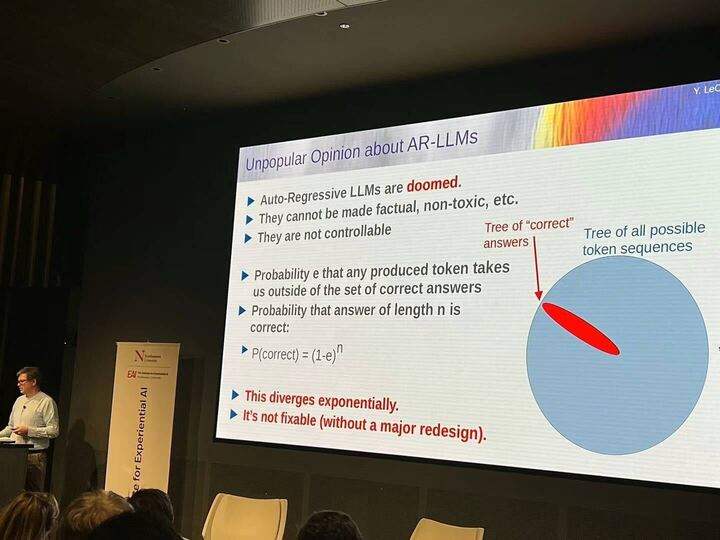 Y. LeC
Unpopular Opinion about AR-LLMs
Auto-Regressive LLMs are doomed.
They cannot be made factual, non-toxic, etc.
They are not controllable
Probability e that any produced token takes
us outside of the set of correct answers
Probability that answer of length n is
correct:
P(correct) = (1-e)^n
This diverges exponentially.
It's not fixable (without a major redesign).
Tree of "correct"
answers
Tree of all possible
token sequences
N Northeastern
University
EAI
e for Experiential AI